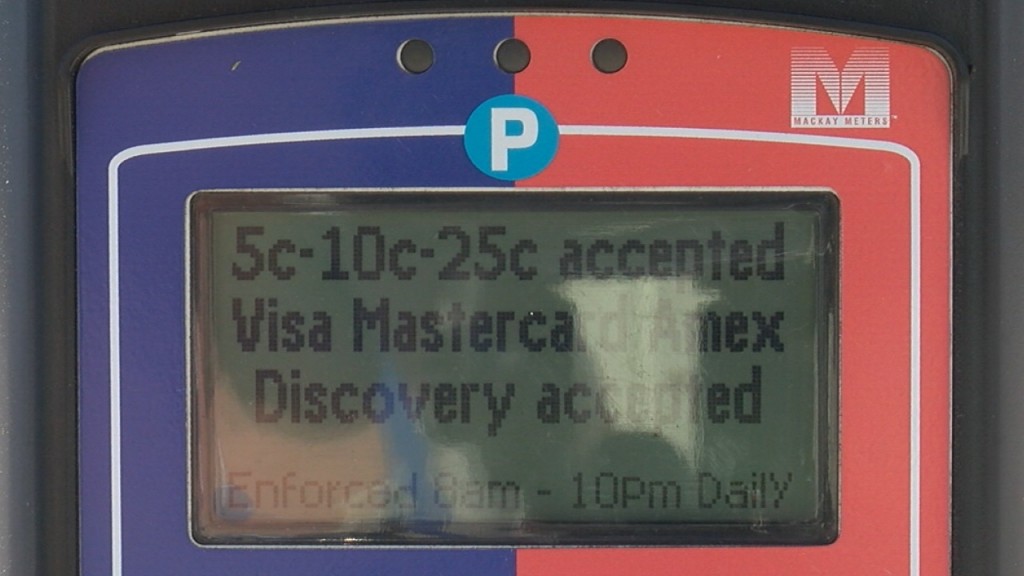 MACKAY METERS
P
5c-10c-25c accepted
Visa Mastercard Amex
Discovery accepted
Enforced 8am - 10Pm Daily